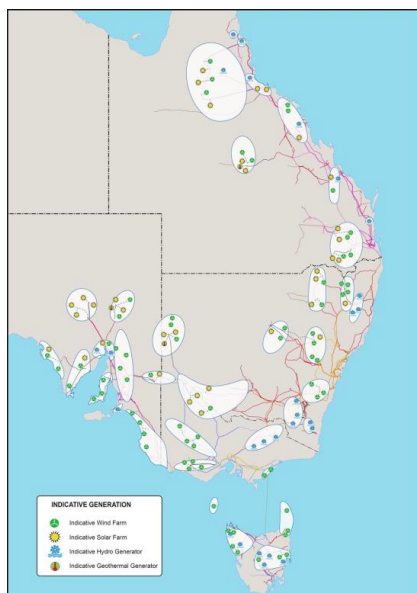 INDICATIVE GENERATION
Indicative Wind Farm
Indicative Solar Farm
Indicative Hydro Generator
Indicative Geothermal Generator